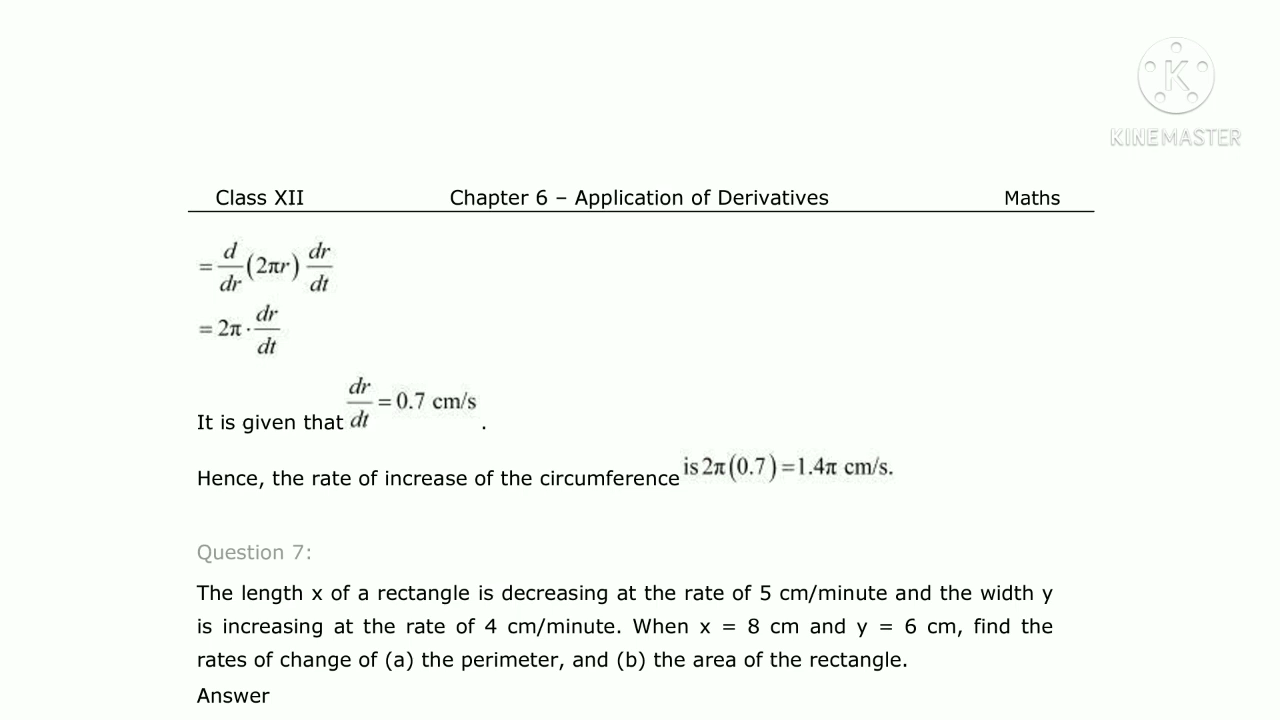 K
KINEMASTER
Class XII Chapter 6 – Application of Derivatives Maths
= d/dr (2πr) dr/dt
= 2π · dr/dt
It is given that dr/dt = 0.7 cm/s .
Hence, the rate of increase of the circumference is 2π(0.7) = 1.4π cm/s.
Question 7:
The length x of a rectangle is decreasing at the rate of 5 cm/minute and the width y
is increasing at the rate of 4 cm/minute. When x = 8 cm and y = 6 cm, find the
rates of change of (a) the perimeter, and (b) the area of the rectangle.
Answer